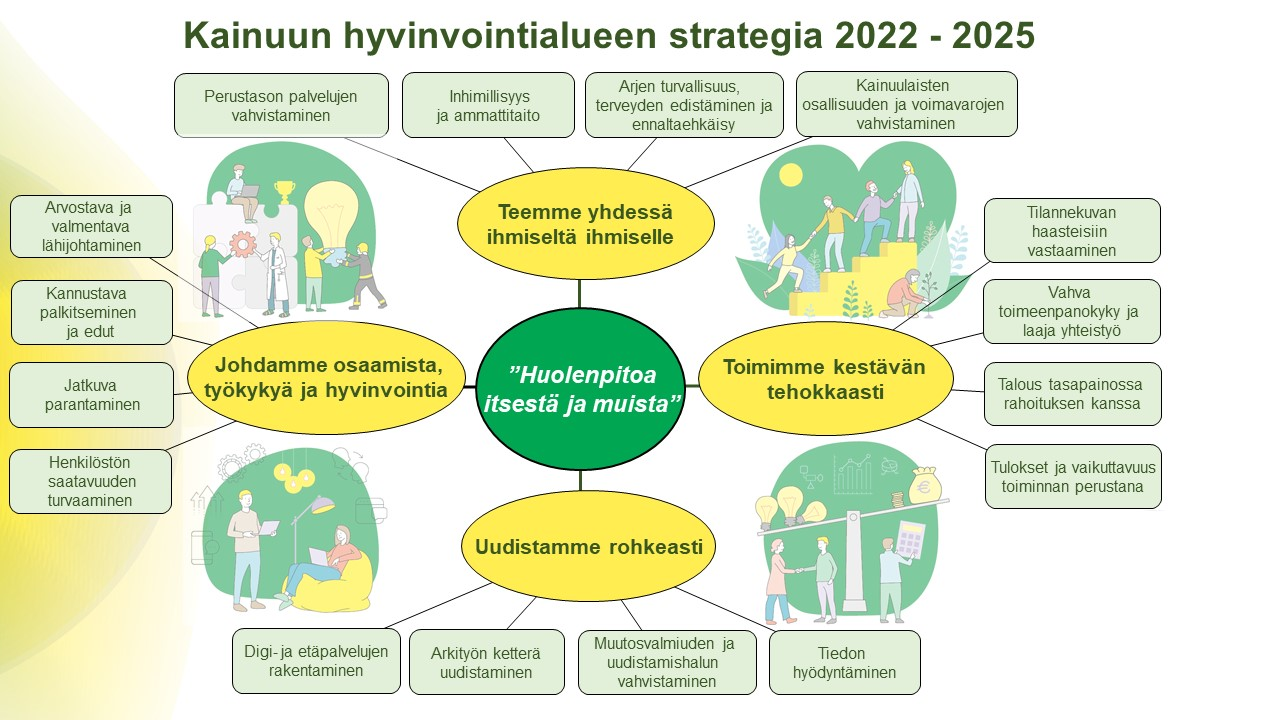 Kainuun hyvinvointialueen strategia 2022 - 2025
Perustason palvelujen
vahvistaminen
Inhimillisyys
ja ammattitaito
Arjen turvallisuus,
terveyden edistäminen ja
ennaltaehkäisy
Kainuulaisten
osallisuuden ja voimavarojen
vahvistaminen
Teemme yhdessä
ihmiseltä ihmiselle
Arvostava ja
valmentava
lähijohtaminen
Kannustava
palkitseminen
ja edut
Jatkuva
parantaminen
Henkilöstön
saatavuuden
turvaaminen
Johdamme osaamista,
työkykyä ja hyvinvointia
”Huolenpitoa
itsestä ja muista”
Toimimme kestävän
tehokkaasti
Tilannekuvan
haasteisiin
vastaaminen
Vahva
toimeenpanokyky ja
laaja yhteistyö
Talous tasapainossa
rahoituksen kanssa
Tulokset ja vaikuttavuus
toiminnan perustana
€
Uudistamme rohkeasti
Digi- ja etäpalvelujen
rakentaminen
Arkityön ketterä
uudistaminen
Muutosvalmiuden ja
uudistamishalun
vahvistaminen
Tiedon
hyödyntäminen